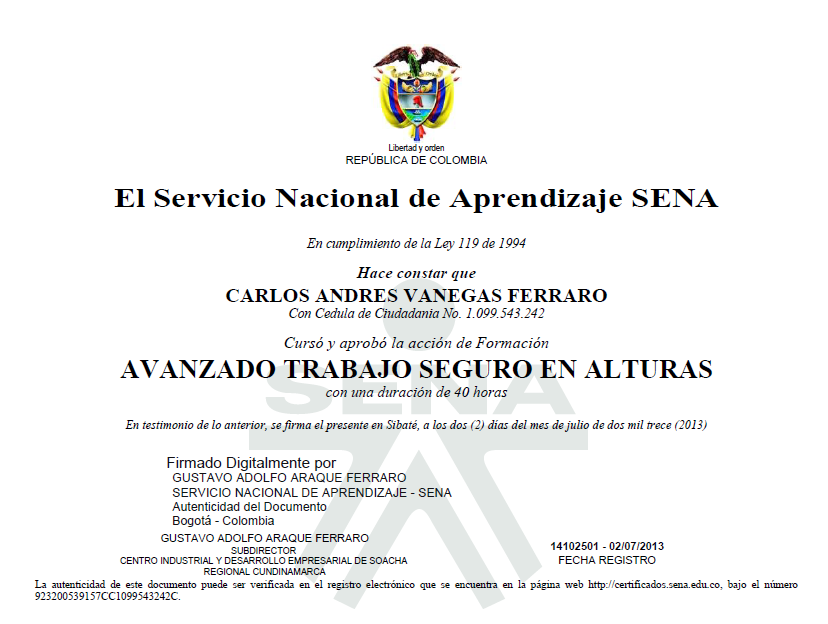 Libertad y orden
REPÚBLICA DE COLOMBIA
El Servicio Nacional de Aprendizaje SENA
En cumplimiento de la Ley 119 de 1994
Hace constar que
CARLOS ANDRES VANEGAS FERRARO
Con Cedula de Ciudadania No. 1.099.543.242
Cursó y aprobó la acción de Formación
AVANZADO TRABAJO SEGURO EN ALTURAS
SENA
con una duración de 40 horas
En testimonio de lo anterior, se firma el presente en Sibaté, a los dos (2) días del mes de julio de dos mil trece (2013)
Firmado Digitalmente por
GUSTAVO ADOLFO ARAQUE FERRARO
SERVICIO NACIONAL DE APRENDIZAJE - SENA
Autenticidad del Documento
Bogotá - Colombia
GUSTAVO ADOLFO ARAQUE FERRARO
SUBDIRECTOR
CENTRO INDUSTRIAL Y DESARROLLO EMPRESARIAL DE SOACHA
REGIONAL CUNDINAMARCA
14102501 - 02/07/2013
FECHA REGISTRO
La autenticidad de este documento puede ser verificada en el registro electrónico que se encuentra en la página web http://certificados.sena.edu.co, bajo el número
923200539157CC1099543242C.